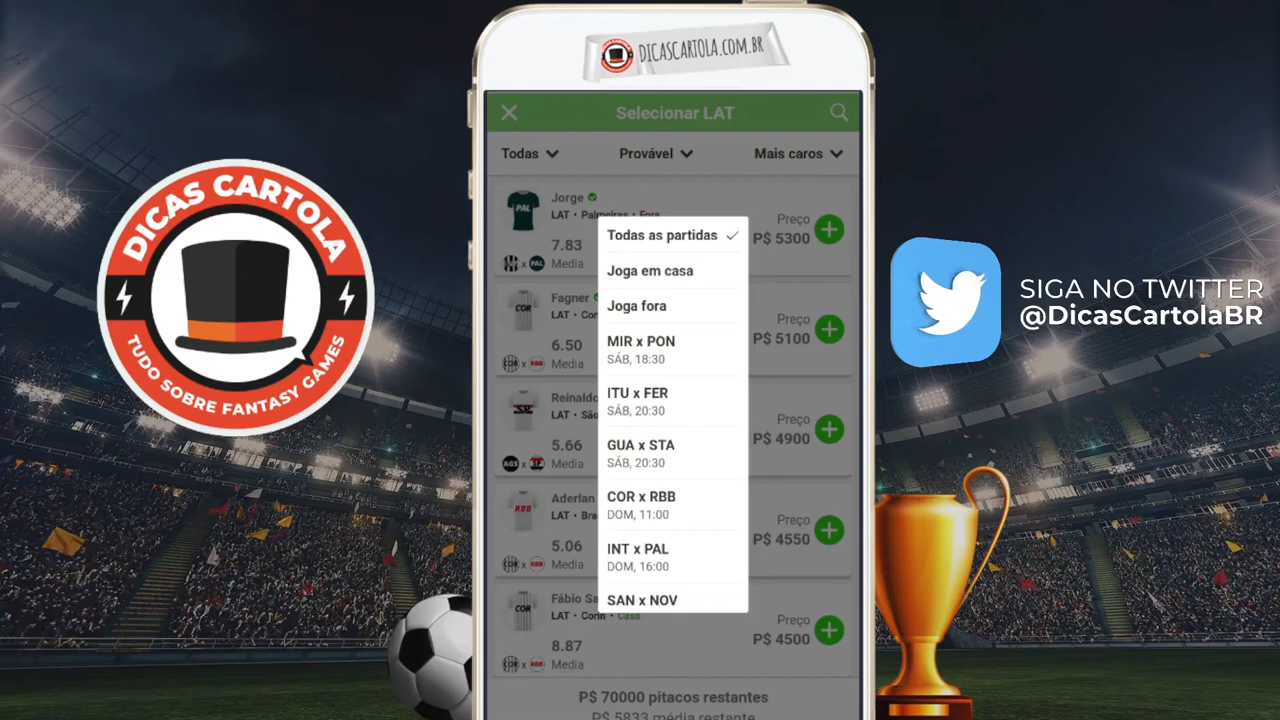 DICASCARTOLA.COM.BR
DICAS CARTOLA
TUDO SOBRE FANTASY GAMES
Selecionar LAT
Todas
Provável
Mais caros
Jorge
LAT • Palmeiras • Fora
7.83
Media
PAL
Preço
P$ 5300
Fagner
LAT • Cor
6.50
Media
COR
RBB
Preço
P$ 5100
Reinaldo
LAT • São
5.66
Media
AGS
Preço
P$ 4900
Aderlan
LAT • Bra
5.06
Media
RBB
Preço
P$ 4550
Fábio Sa
LAT • Corin • Casa
8.87
Media
COR
RBB
Preço
P$ 4500
Todas as partidas
Joga em casa
Joga fora
MIR x PON
SÁB, 18:30
ITU x FER
SÁB, 20:30
GUA x STA
SÁB, 20:30
COR x RBB
DOM, 11:00
INT x PAL
DOM, 16:00
SAN x NOV
P$ 70000 pitacos restantes
P$ 5833 média restante
SIGA NO TWITTER
@DicasCartolaBR